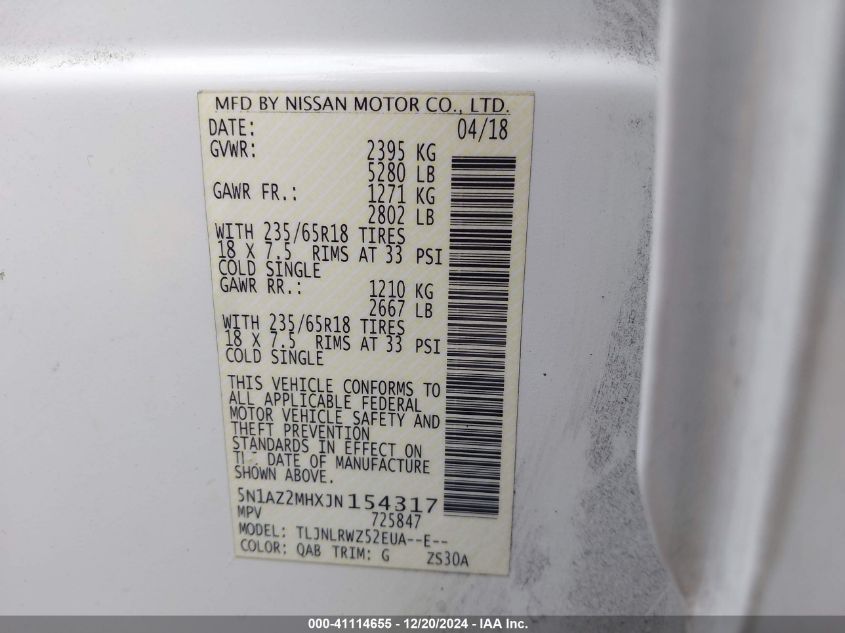 MFD BY NISSAN MOTOR CO., LTD.
DATE: 04/18
GVWR: 2395 KG
5280 LB
GAWR FR.: 1271 KG
2802 LB
WITH 235/65R18 TIRES
18 X 7.5 RIMS AT 33 PSI
COLD SINGLE
GAWR RR.: 1210 KG
2667 LB
WITH 235/65R18 TIRES
18 X 7.5 RIMS AT 33 PSI
COLD SINGLE
THIS VEHICLE CONFORMS TO
ALL APPLICABLE FEDERAL
MOTOR VEHICLE SAFETY AND
THEFT PREVENTION
STANDARDS IN EFFECT ON
DATE OF MANUFACTURE
SHOWN ABOVE.
5N1AZ2MHXJN154317
MPV 725847
MODEL: TLJNLRWZ52EUA--E--
COLOR: QAB TRIM: G ZS30A
000-41114655 - 12/20/2024 - IAA Inc.